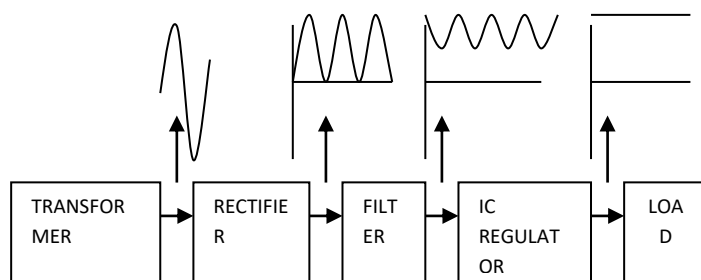 TRANSFOR
MER
RECTIFIE
R
FILT
ER
IC
REGULAT
OR
LOA
D